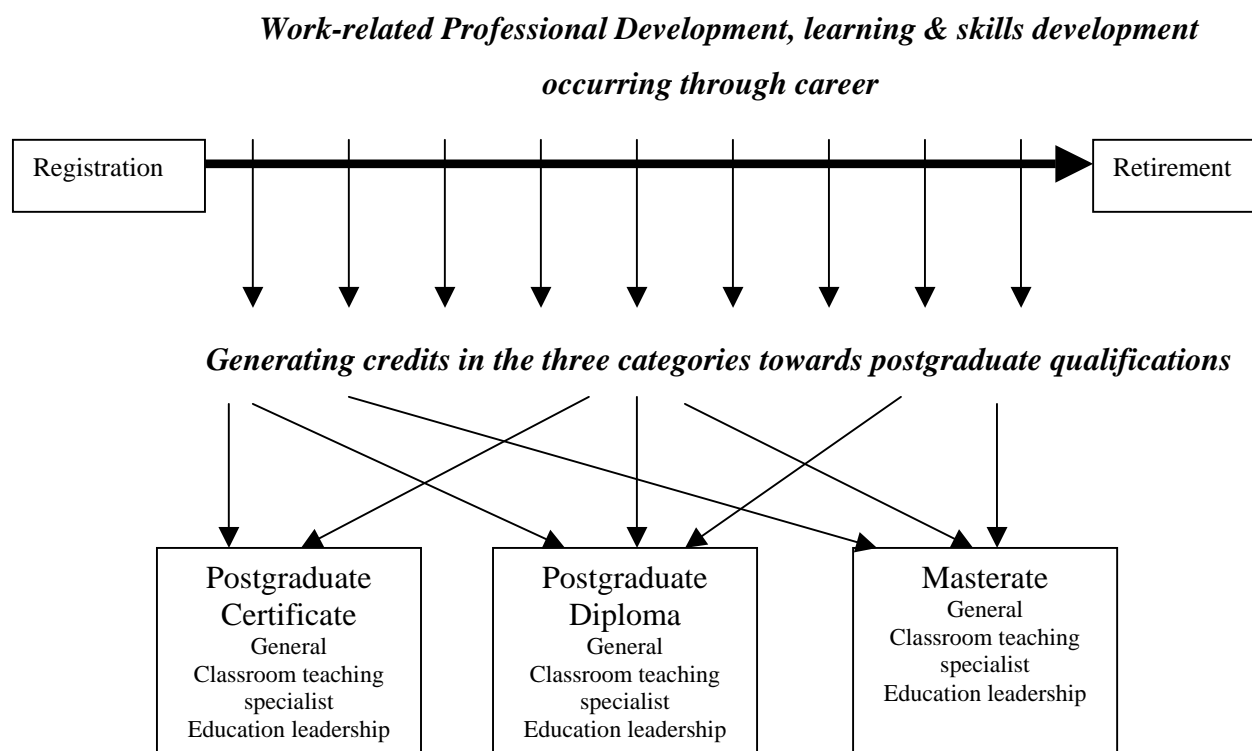 Work-related Professional Development, learning & skills development
occurring through career
Registration
Retirement
Generating credits in the three categories towards postgraduate qualifications
Postgraduate
Certificate
General
Classroom teaching
specialist
Education leadership
Postgraduate
Diploma
General
Classroom teaching
specialist
Education leadership
Masterate
General
Classroom teaching
specialist
Education leadership